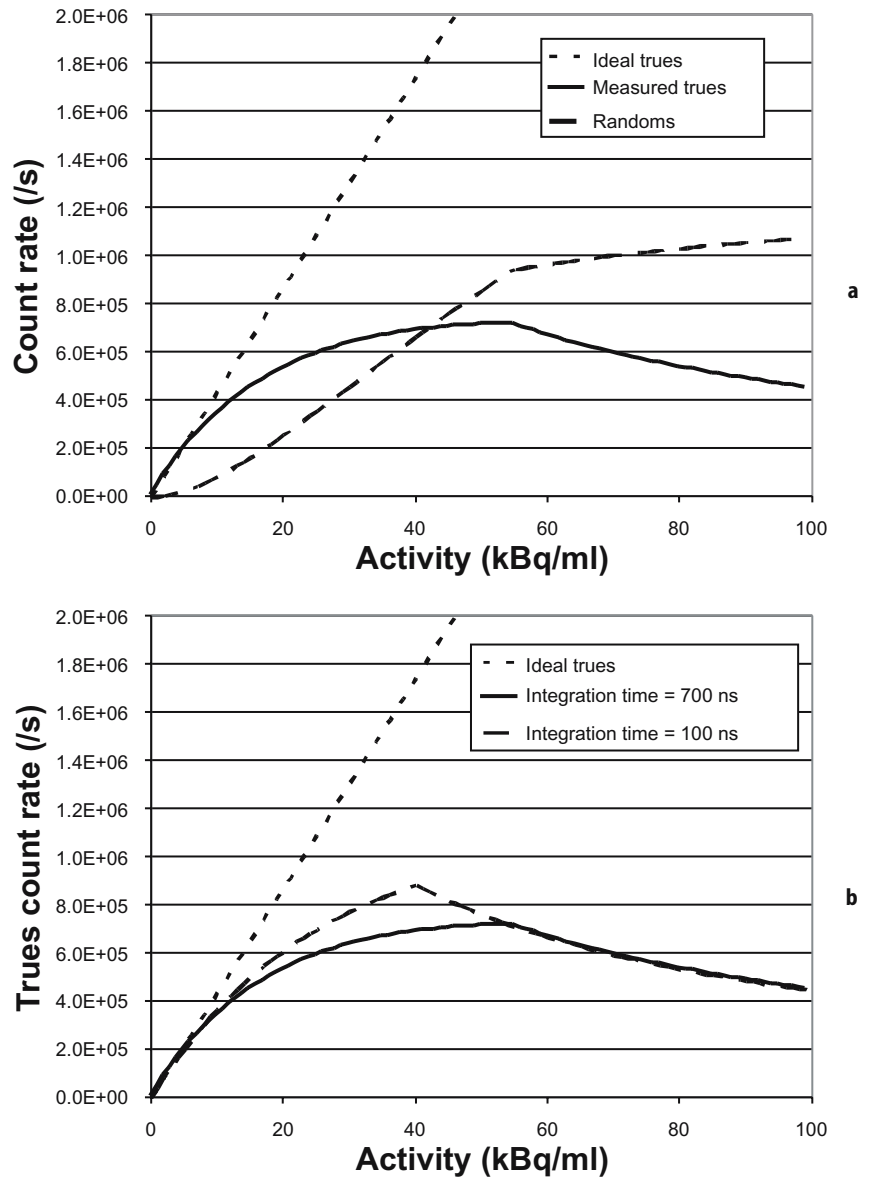 2.0E+06
1.8E+06
1.6E+06
1.4E+06
1.2E+06
1.0E+06
8.0E+05
6.0E+05
4.0E+05
2.0E+05
0.0E+00
Count rate (/s)
Ideal trues
Measured trues
Randoms
a
0 20 40 60 80 100
Activity (kBq/ml)
2.0E+06
1.8E+06
1.6E+06
1.4E+06
1.2E+06
1.0E+06
8.0E+05
6.0E+05
4.0E+05
2.0E+05
0.0E+00
Trues count rate (/s)
Ideal trues
Integration time = 700 ns
Integration time = 100 ns
b
0 20 40 60 80 100
Activity (kBq/ml)